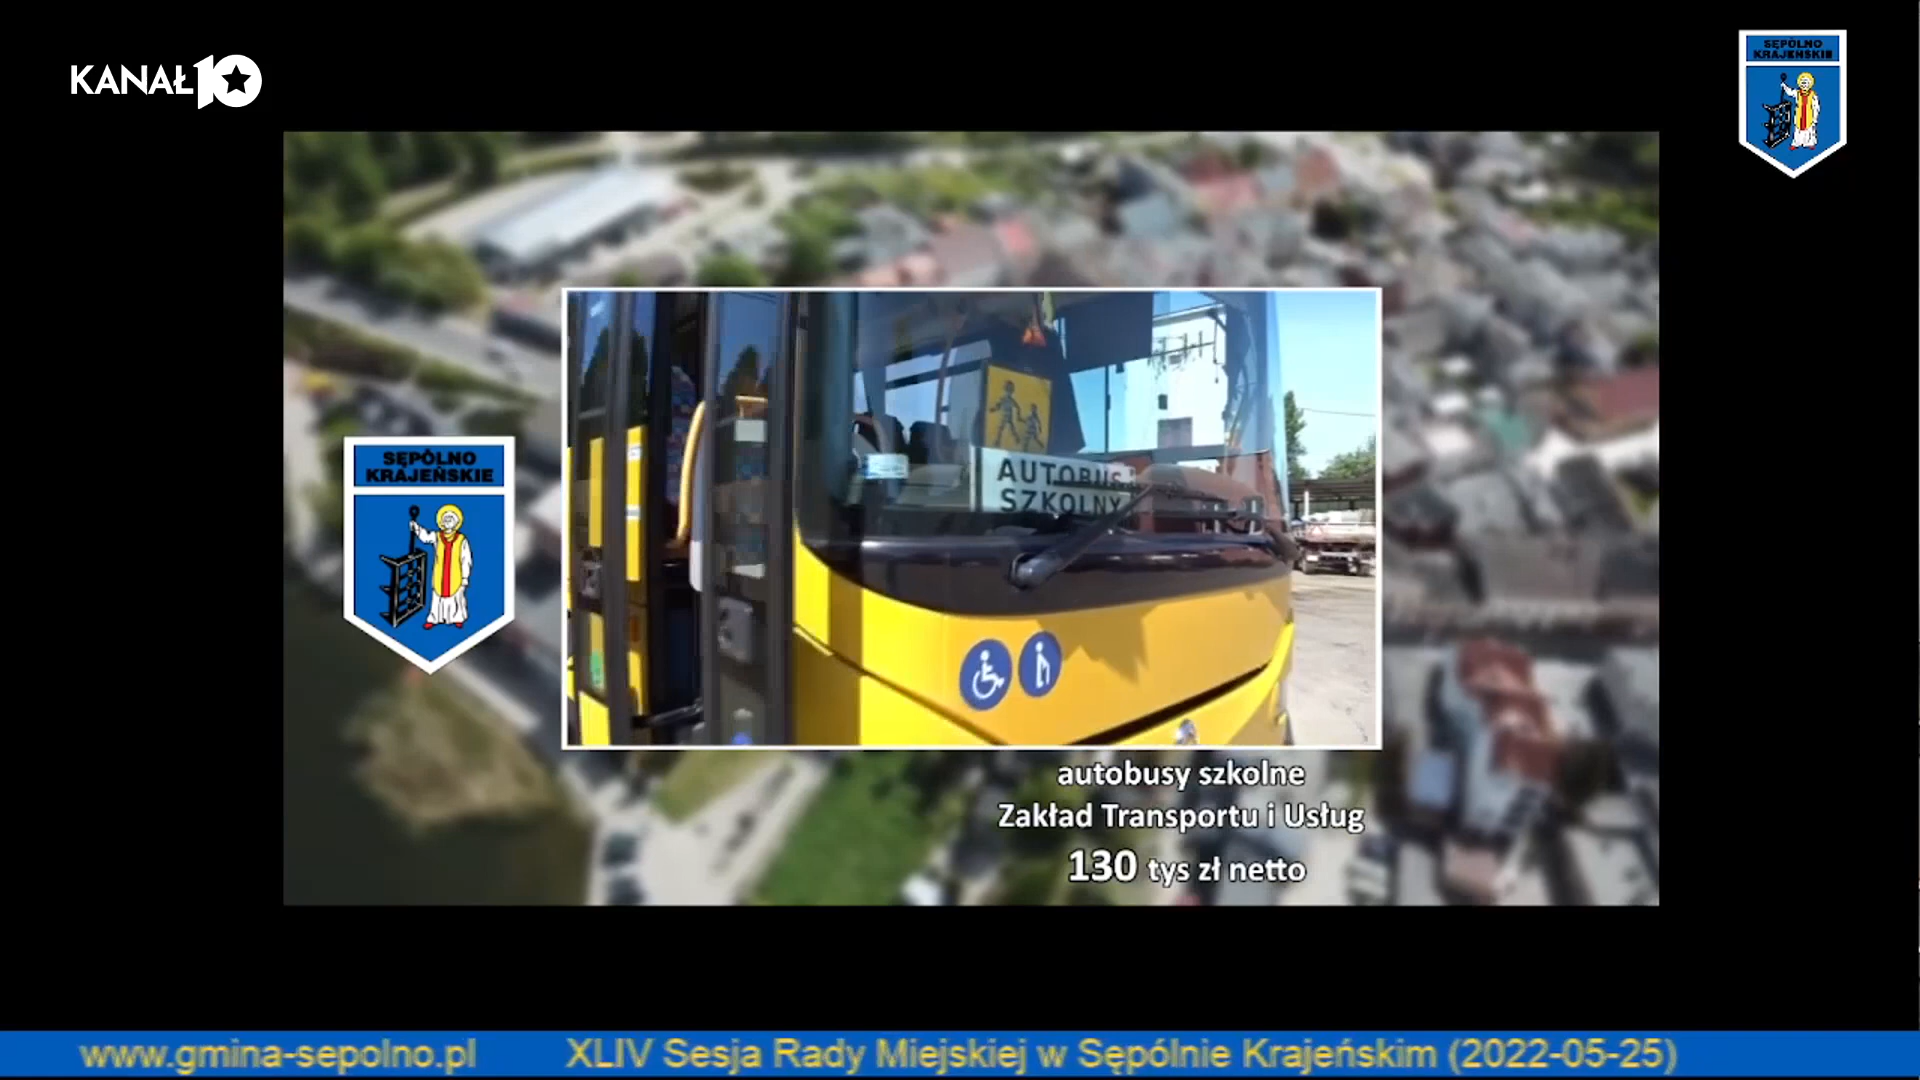 KANAŁ10
SĘPÓLNO
KRAJEŃSKIE
SĘPÓLNO
KRAJEŃSKIE
AUTOBUS
SZKOLNY
autobusy szkolne
Zakład Transportu i Usług
130 tys zł netto
www.gmina-sepolno.pl XLIV Sesja Rady Miejskiej w Sępólnie Krajeńskim (2022-05-25)